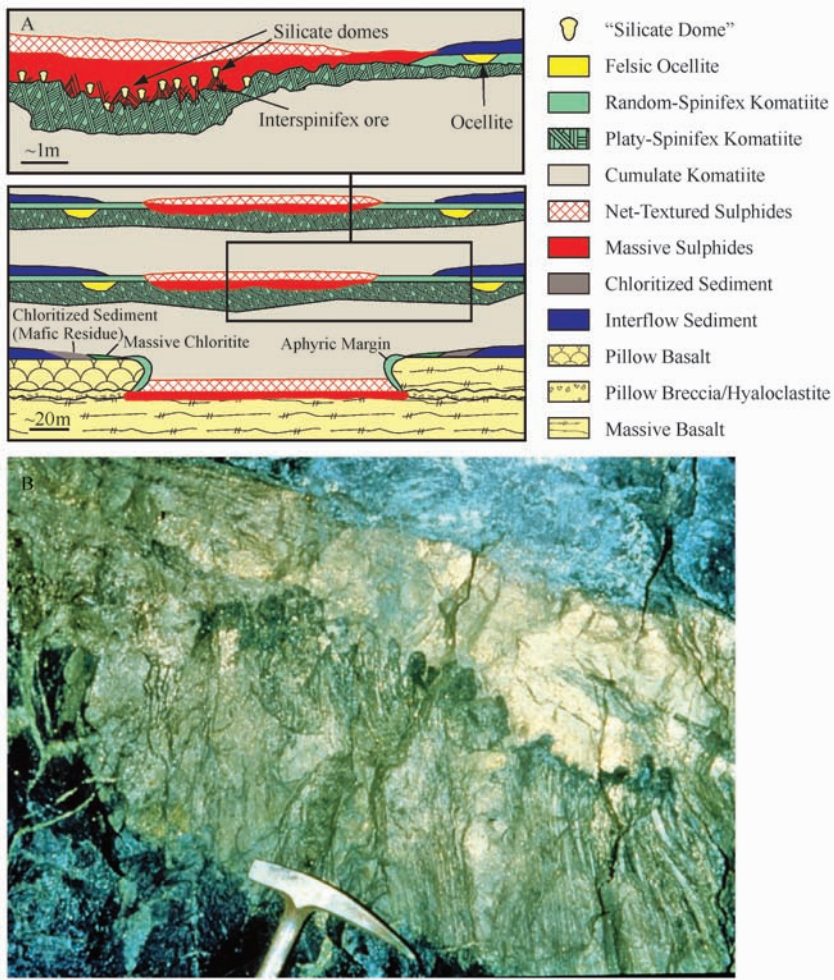 A
Silicate domes
Interspinifex ore
Ocellite
~1m
Chloritized Sediment
(Mafic Residue)
Massive Chloritite
Aphyric Margin
~20m
"Silicate Dome"
Felsic Ocellite
Random-Spinifex Komatiite
Platy-Spinifex Komatiite
Cumulate Komatiite
Net-Textured Sulphides
Massive Sulphides
Chloritized Sediment
Interflow Sediment
Pillow Basalt
Pillow Breccia/Hyaloclastite
Massive Basalt
B